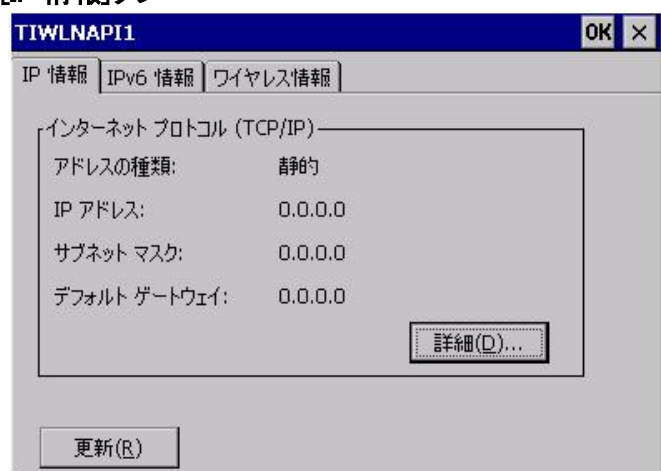 TIWLNAPI1 OK ×
IP 情報 IPv6 情報 ワイヤレス情報
インターネット プロトコル (TCP/IP)
アドレスの種類: 静的
IP アドレス: 0.0.0.0
サブネット マスク: 0.0.0.0
デフォルト ゲートウェイ: 0.0.0.0
詳細(D)...
更新(R)